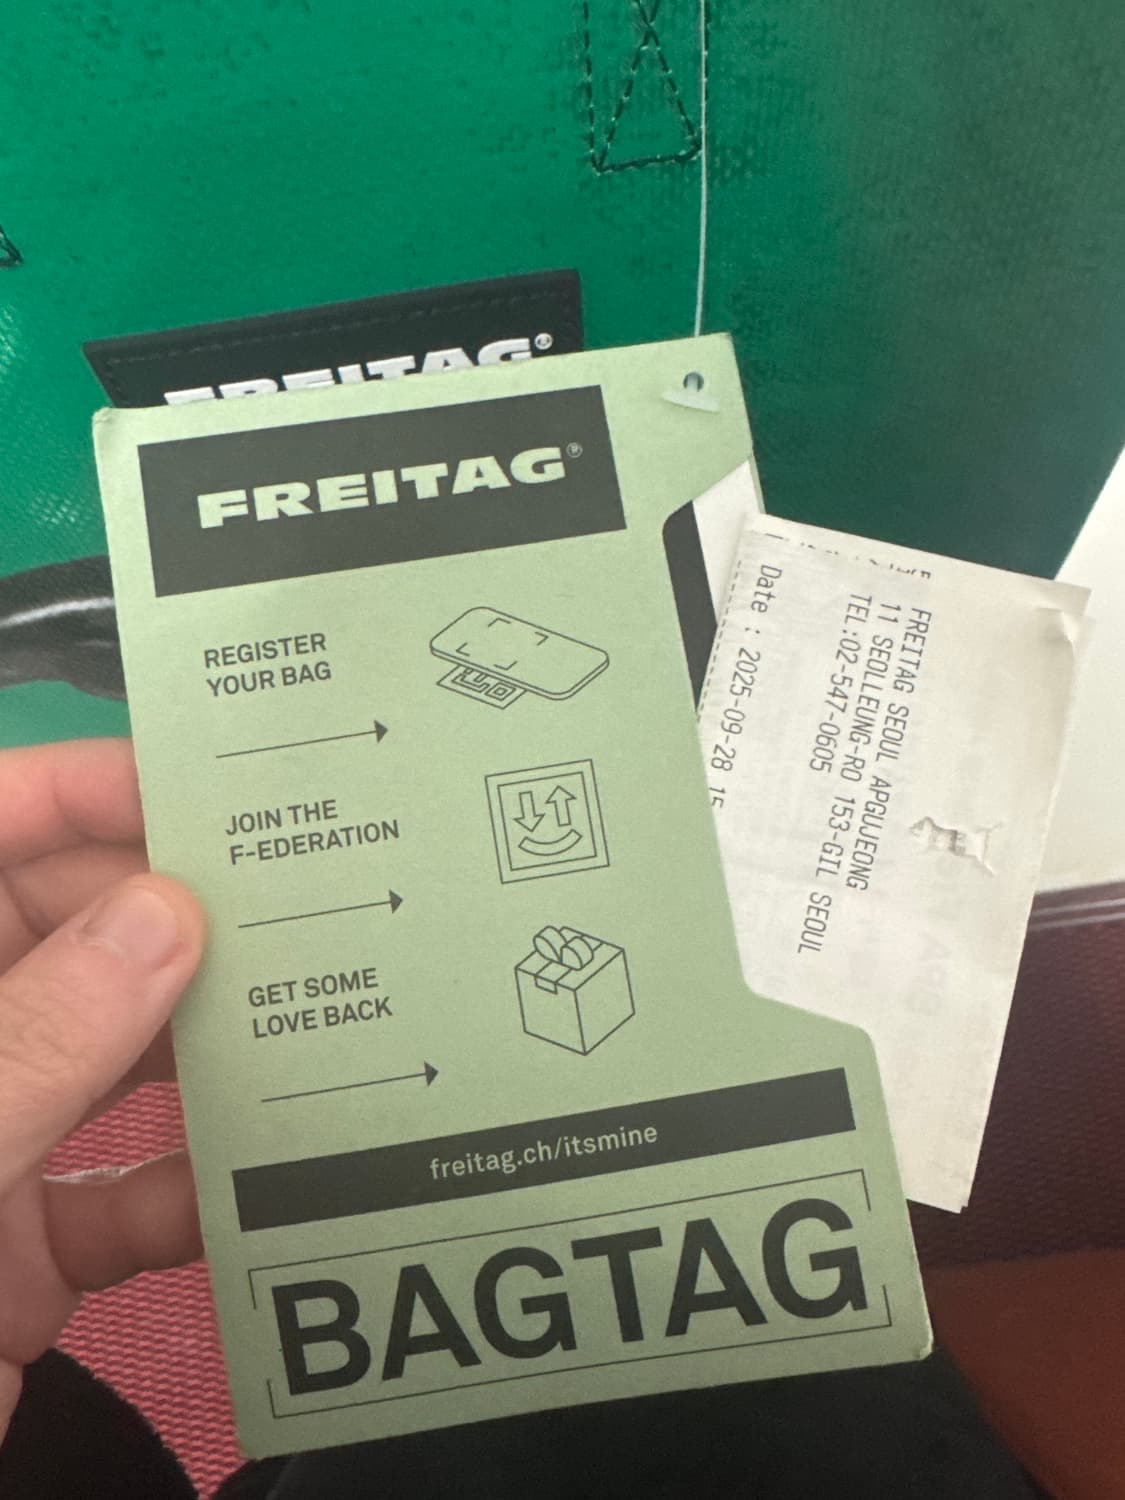 FREITAG®
FREITAG®
REGISTER
YOUR BAG
JOIN THE
F-EDERATION
GET SOME
LOVE BACK
freitag.ch/itsmine
BAGTAG
FREITAG SEOUL APGUJEONG
11 SEOLLEUNG-RO 153-GIL SEOUL
TEL:02-547-0605
Date : 2025-09-28 15